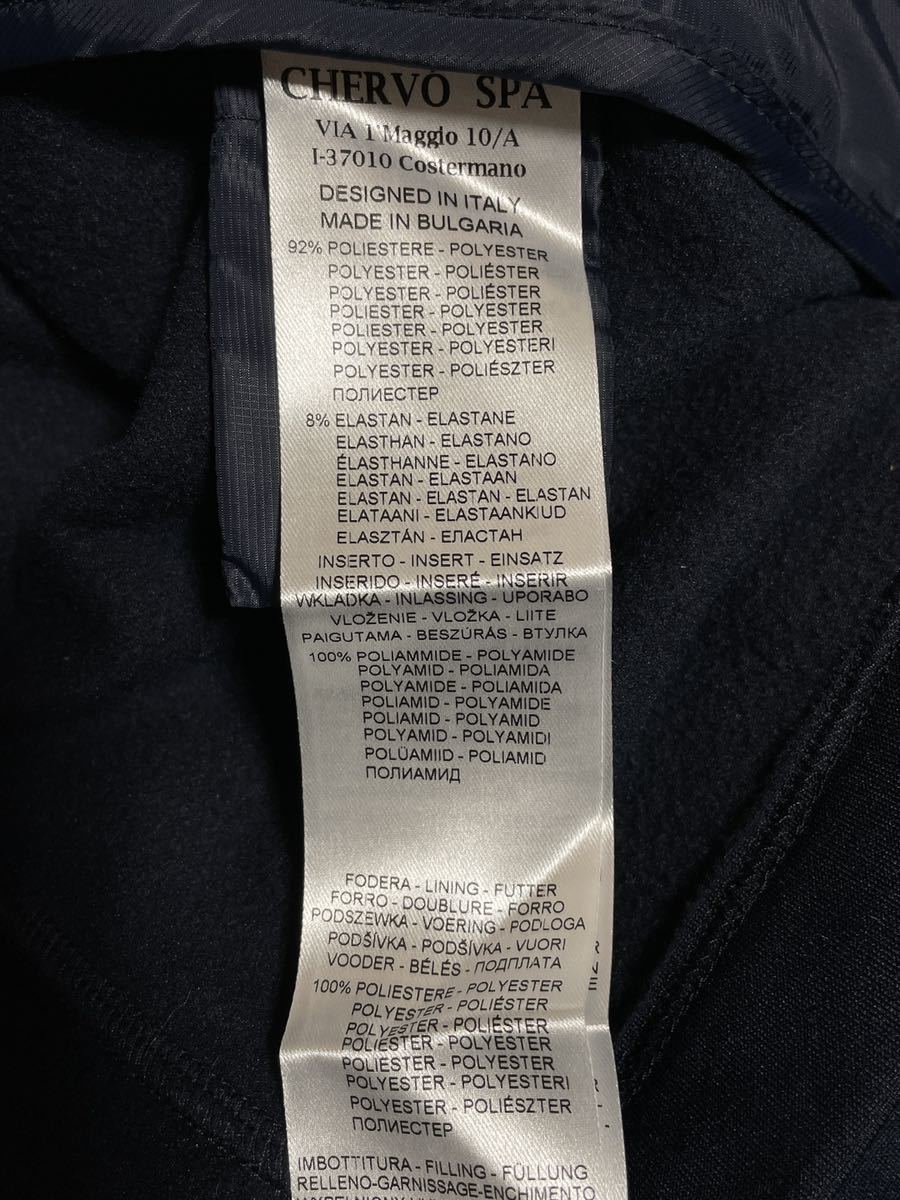 CHERVÒ SPA
VIA 1°Maggio 10/A
I-37010 Costermano
DESIGNED IN ITALY
MADE IN BULGARIA
92% POLIESTERE - POLYESTER
POLYESTER - POLIÉSTER
POLYESTER - POLIÉSTER
POLIESTER - POLYESTER
POLIESTER - POLYESTER
POLYESTER - POLYESTERI
POLYESTER - POLIÉSZTER
ПОЛИЕСТЕР
8% ELASTAN - ELASTANE
ELASTHAN - ELASTANO
ÉLASTHANNE - ELASTANO
ELASTAN - ELASTAAN
ELASTAN - ELASTAN - ELASTAN
ELATAANI - ELASTAANKIUD
ELASZTÁN - ЕЛАСТАН
INSERTO - INSERT - EINSATZ
INSERIDO - INSERÉ - INSERIR
WKLADKA - INLASSING - UPORABO
VLOŽENIE - VLOŽKA - LIITE
PAIGUTAMA - BESZÚRÁS - ВТУЛКА
100% POLIAMMIDE - POLYAMIDE
POLYAMID - POLIAMIDA
POLYAMIDE - POLIAMIDA
POLIAMID - POLYAMIDE
POLIAMID - POLYAMID
POLYAMID - POLYAMIDI
POLÜAMIID - POLIAMID
ПОЛИАМИД
FODERA - LINING - FUTTER
FORRO - DOUBLURE - FORRO
PODSZEWKA - VOERING - PODLOGA
PODŠÍVKA - PODŠÍVKA - VUORI
VOODER - BÉLÉS - ПОДПЛАТА
100% POLIESTERE - POLYESTER
POLYESTER - POLIÉSTER
POLYESTER - POLIÉSTER
POLIÉSTER - POLYESTER
POLIESTER - POLYESTER
POLYESTER - POLYESTERI
POLYESTER - POLIÉSZTER
ПОЛИЕСТЕР
IMBOTTITURA - FILLING - FÜLLUNG
RELLENO-GARNISSAGE-ENCHIMENTO